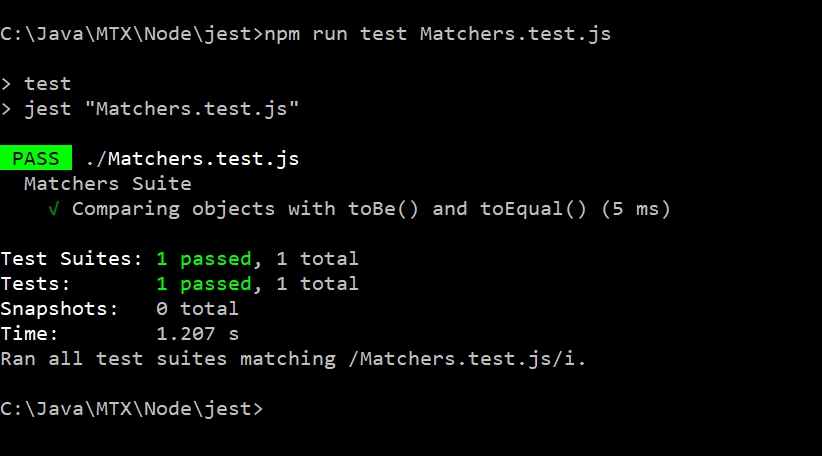 C:\Java\MTX\Node\jest>npm run test Matchers.test.js
> test
> jest "Matchers.test.js"
PASS ./Matchers.test.js
Matchers Suite
√ Comparing objects with toBe() and toEqual() (5 ms)
Test Suites: 1 passed, 1 total
Tests: 1 passed, 1 total
Snapshots: 0 total
Time: 1.207 s
Ran all test suites matching /Matchers.test.js/i.
C:\Java\MTX\Node\jest>